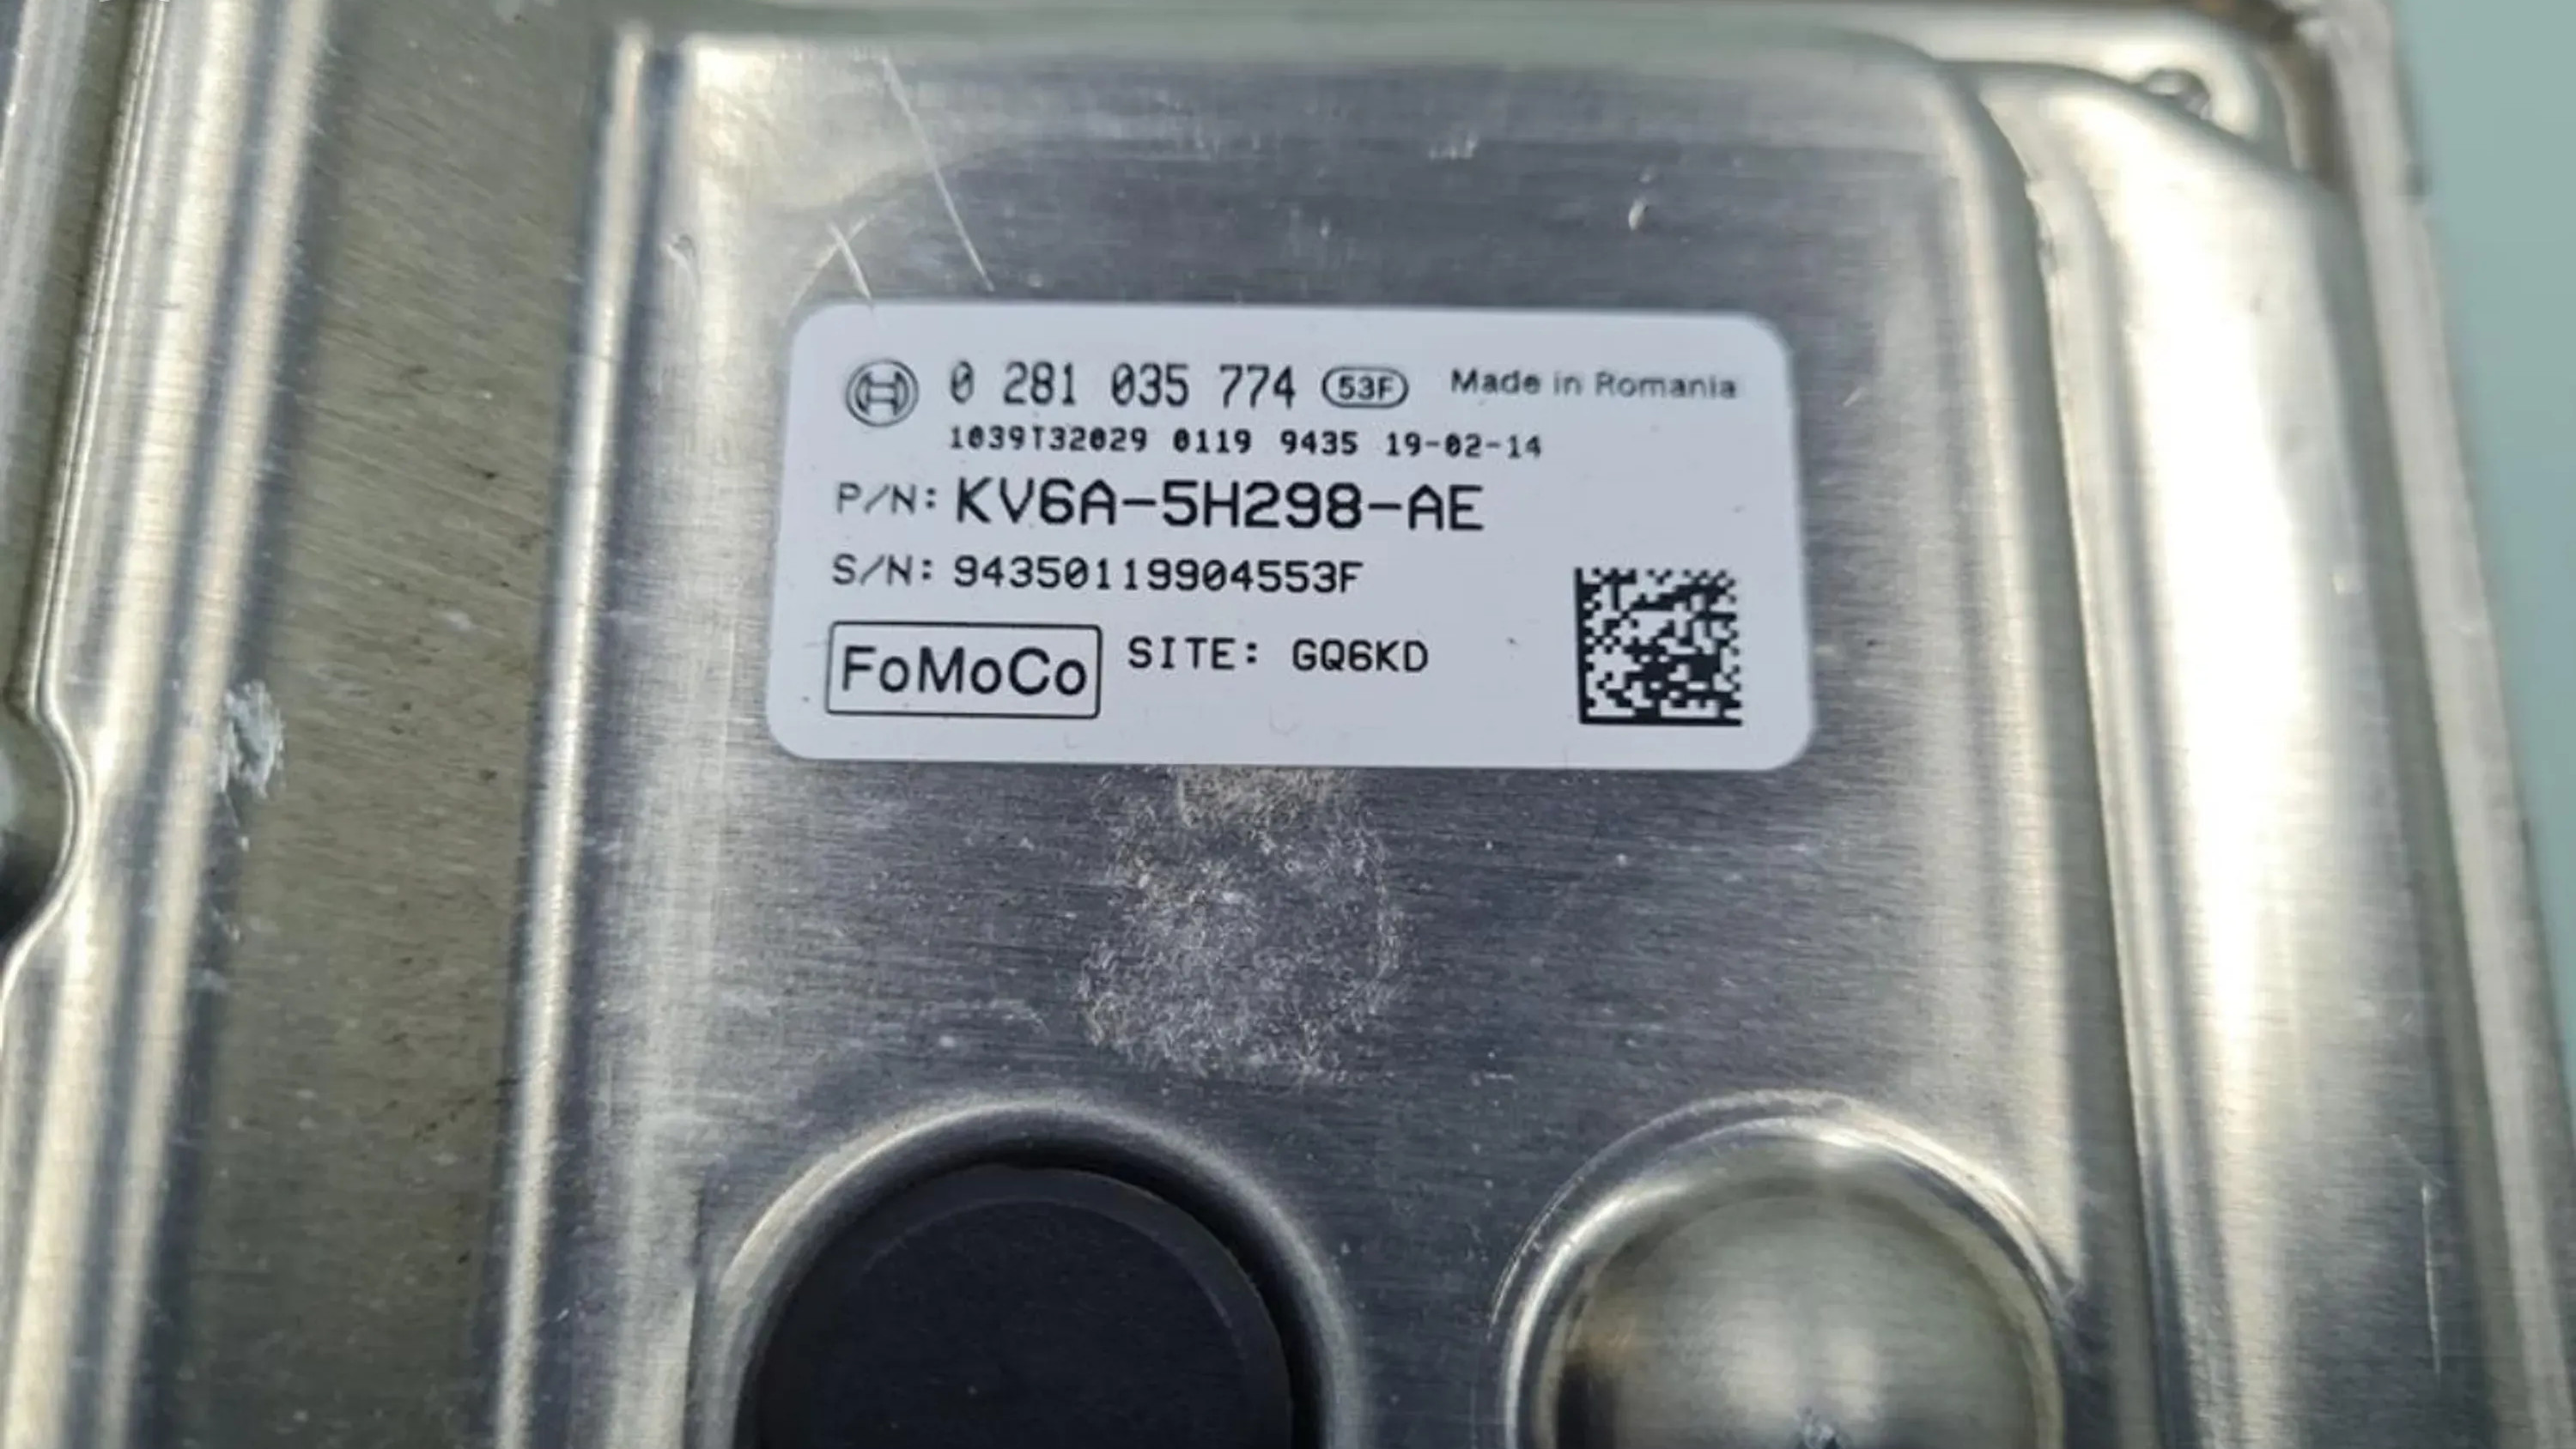 0 281 035 774 53F Made in Romania
1039T32029 0119 9435 19-02-14
P/N: KV6A-5H298-AE
S/N: 94350119904553F
FoMoCo SITE: GQ6KD